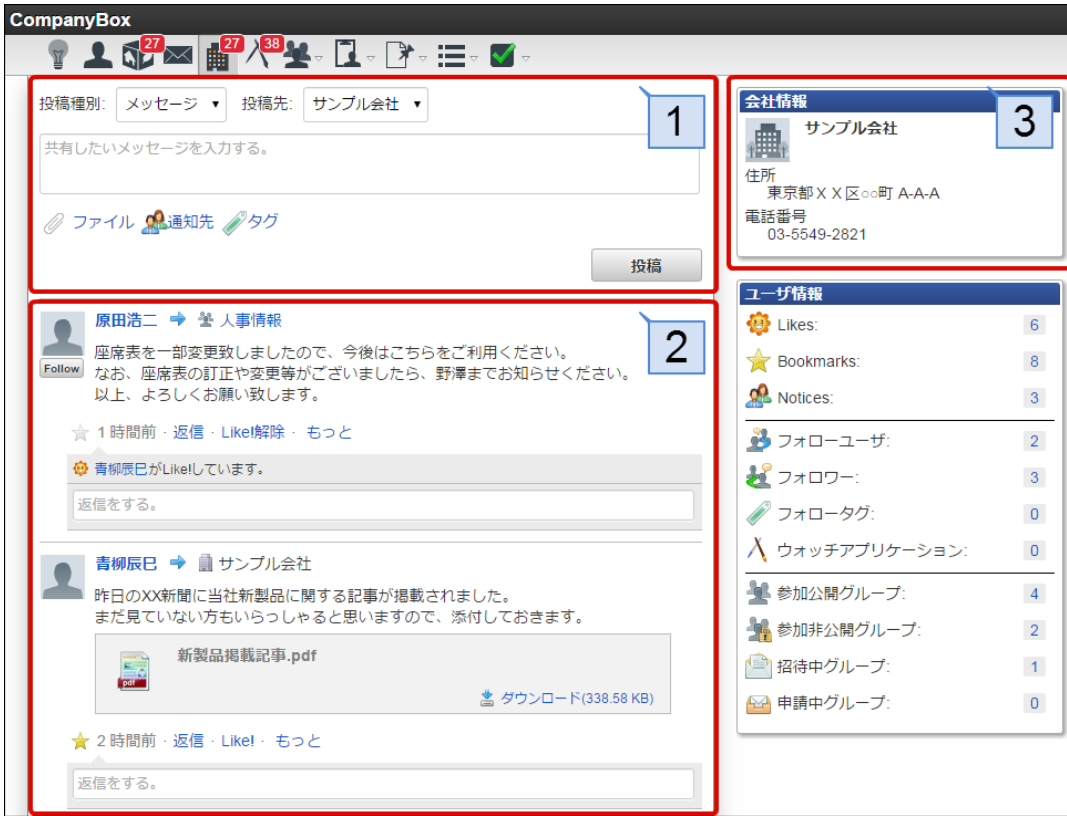 CompanyBox
27
27
38
投稿種別: メッセージ ▼ 投稿先: サンプル会社 ▼
1
共有したいメッセージを入力する。
ファイル 通知先 タグ
投稿
2
原田浩二 人事情報
Follow
座席表を一部変更致しましたので、今後はこちらをご利用ください。
なお、座席表の訂正や変更等がございましたら、野澤までお知らせください。
以上、よろしくお願い致します。
1 時間前 · 返信 · Like!解除 · もっと
青柳辰巳がLike!しています。
返信をする。
青柳辰巳 サンプル会社
昨日のXX新聞に当社新製品に関する記事が掲載されました。
まだ見ていない方もいらっしゃると思いますので、添付しておきます。
pdf
新製品掲載記事.pdf
ダウンロード(338.58 KB)
2 時間前 · 返信 · Like! · もっと
返信をする。
会社情報
3
サンプル会社
住所
東京都ＸＸ区○○町 A-A-A
電話番号
03-5549-2821
ユーザ情報
Likes: 6
Bookmarks: 8
Notices: 3
フォローユーザ: 2
フォロワー: 3
フォロータグ: 0
ウォッチアプリケーション: 0
参加公開グループ: 4
参加非公開グループ: 2
招待中グループ: 1
申請中グループ: 0